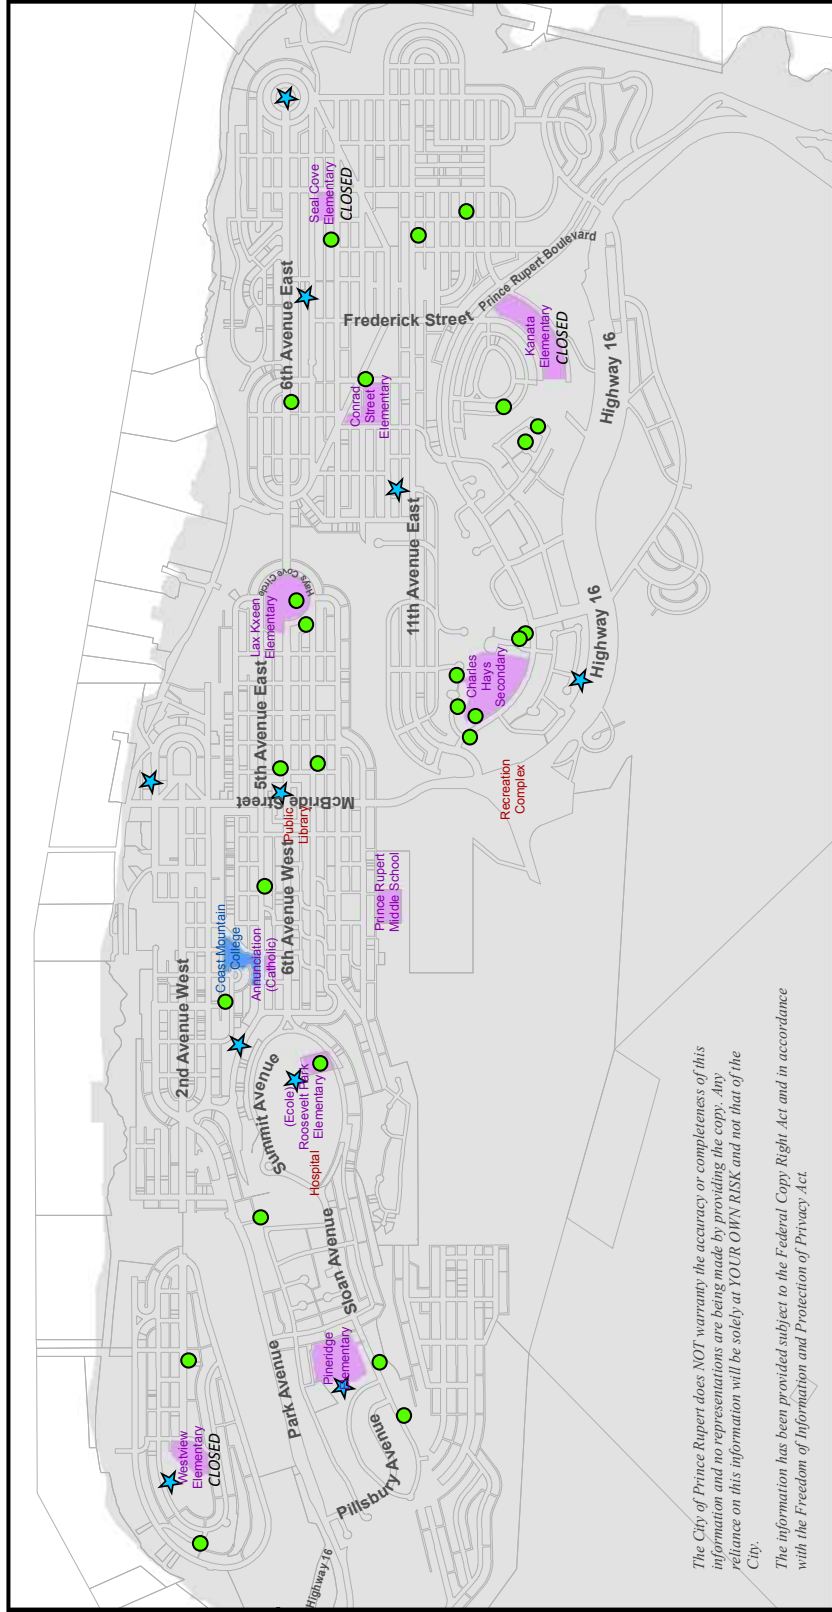 Seal Cove
Elementary
CLOSED
6th Avenue East
Frederick Street
Prince Rupert Boulevard
Kanata
Elementary
CLOSED
Highway 16
Conrad
Street
Elementary
11th Avenue East
Hays Cove Circle
Lax Kxeen
Elementary
5th Avenue East
Charles
Hays
Secondary
Highway 16
McBride Street
Public
Library
Recreation
Complex
6th Avenue West
Prince Rupert
Middle School
Coast Mountain
College
Annunciation
(Catholic)
2nd Avenue West
Summit Avenue
(Ecole)
Roosevelt Park
Elementary
Hospital
Sloan Avenue
Park Avenue
Pineridge
Elementary
Pillsbury Avenue
Westview
Elementary
CLOSED
Highway 16
The City of Prince Rupert does NOT warranty the accuracy or completeness of this
information and no representations are being made by providing the copy. Any
reliance on this information will be solely at YOUR OWN RISK and not that of the
City.
The information has been provided subject to the Federal Copy Right Act and in accordance
with the Freedom of Information and Protection of Privacy Act.